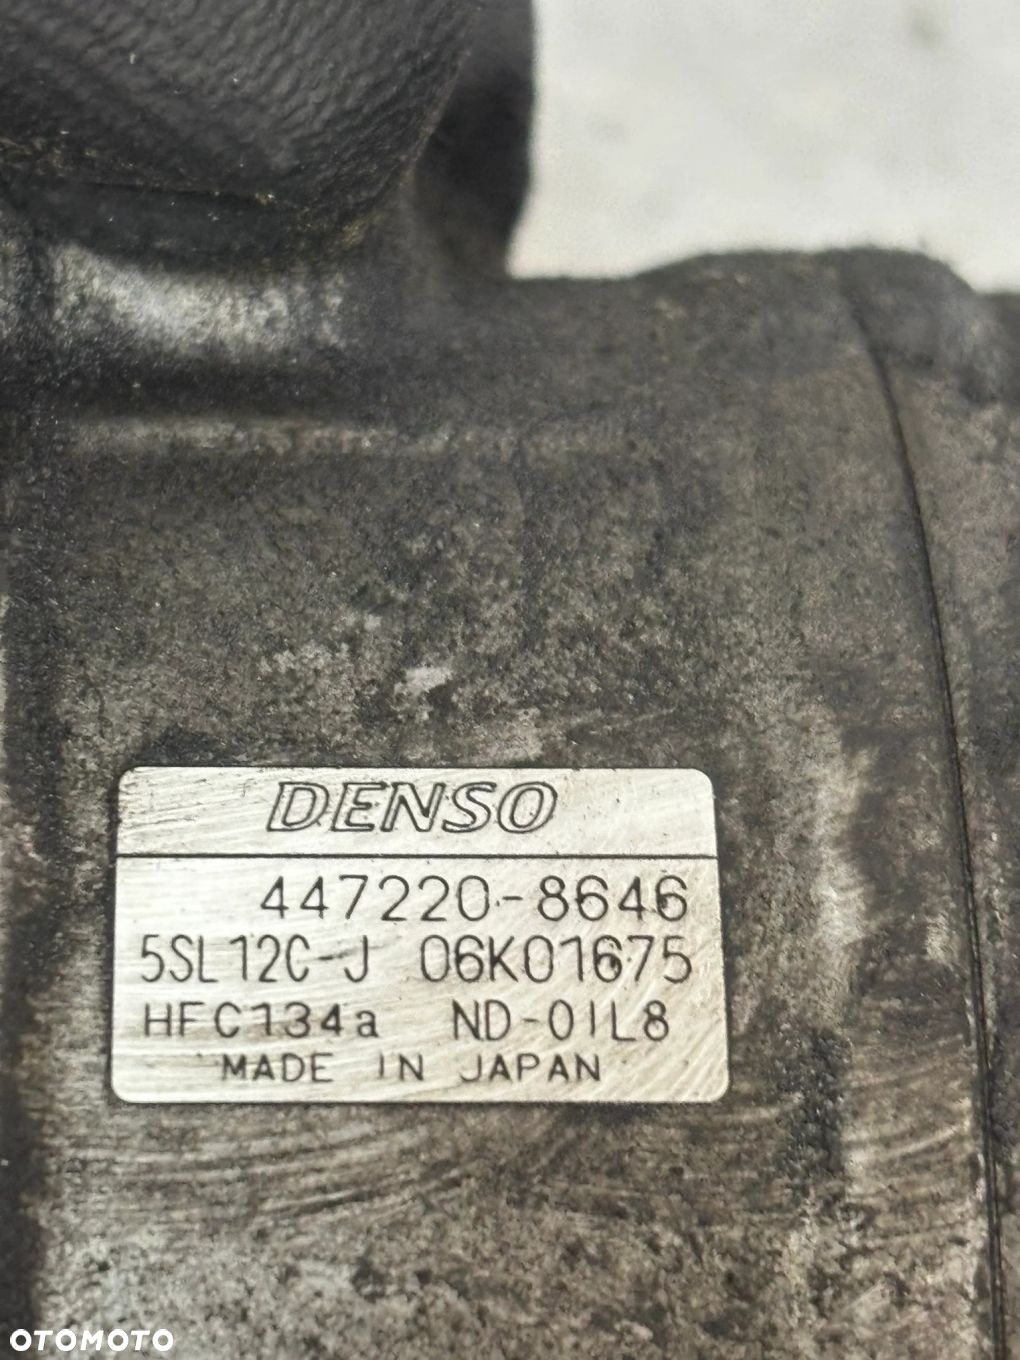 DENSO
447220-8646
5SL12C-J 06K01675
HFC134a ND-OIL8
MADE IN JAPAN
OTOMOTO